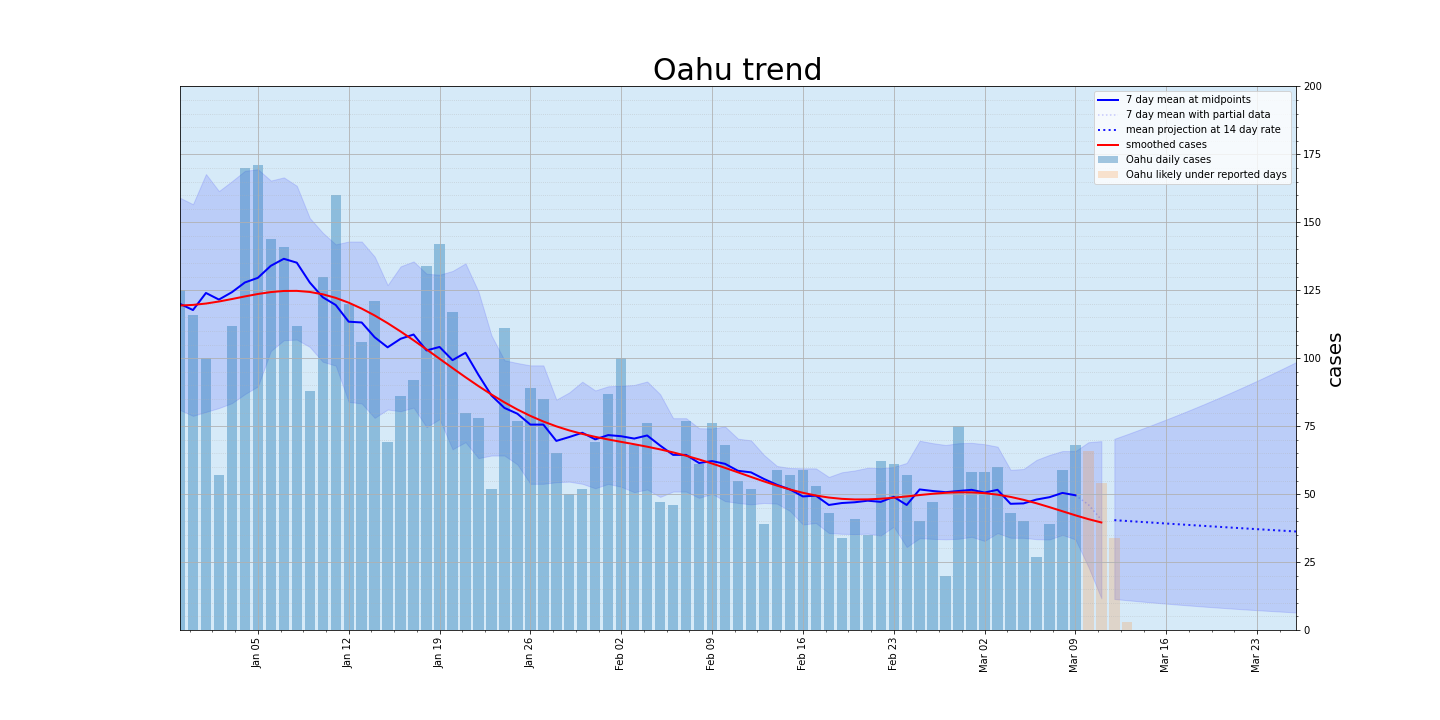 Oahu trend
7 day mean at midpoints
7 day mean with partial data
mean projection at 14 day rate
smoothed cases
Oahu daily cases
Oahu likely under reported days
200
175
150
125
100
75
50
25
0
cases
Jan 05
Jan 12
Jan 19
Jan 26
Feb 02
Feb 09
Feb 16
Feb 23
Mar 02
Mar 09
Mar 16
Mar 23